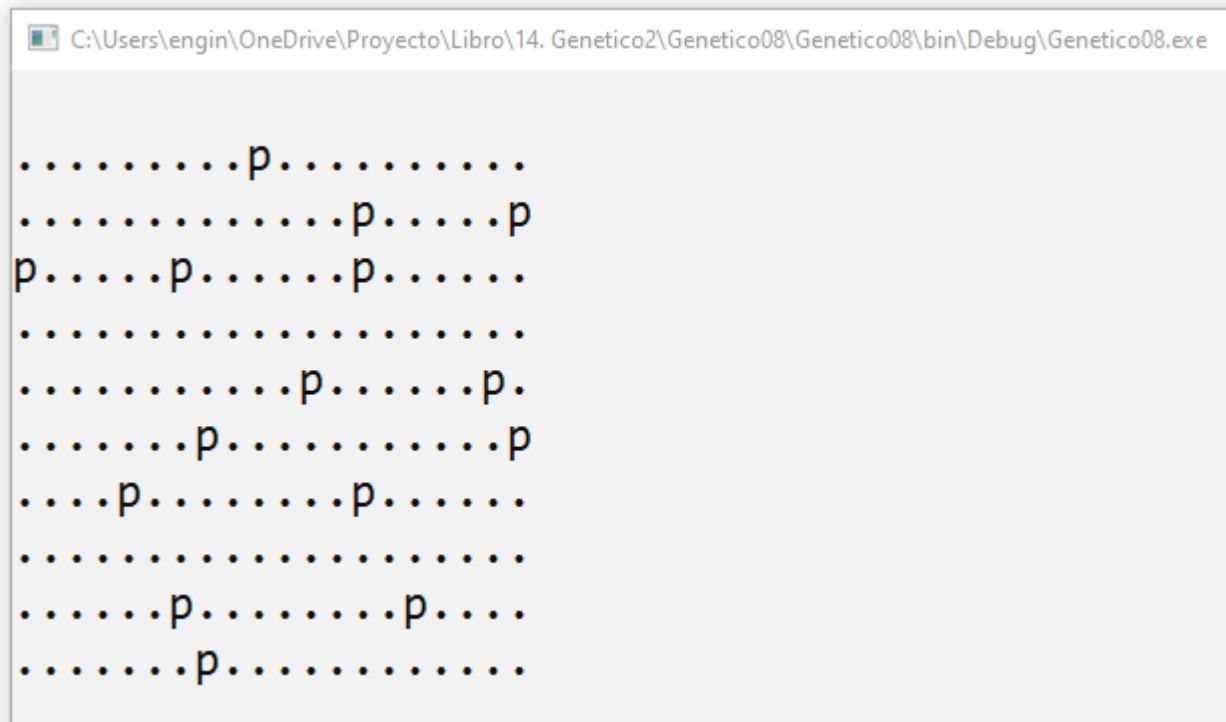 C:\Users\engin\OneDrive\Proyecto\Libro\14. Genetico2\Genetico08\Genetico08\bin\Debug\Genetico08.exe
.........p..........
.............p.....p
p.....p......p......
....................
...........p......p.
.......p...........p
....p........p......
....................
......p........p....
.......p............